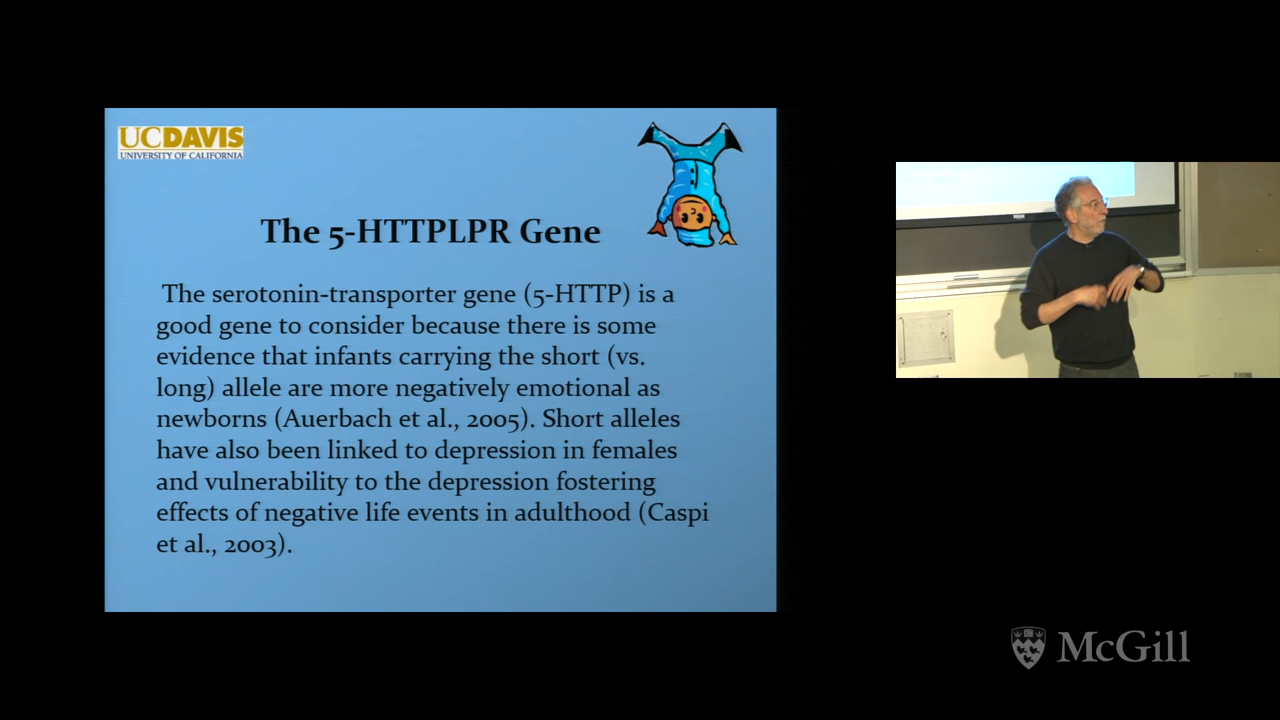 UCDAVIS
UNIVERSITY OF CALIFORNIA
The 5-HTTPLPR Gene
The serotonin-transporter gene (5-HTTP) is a
good gene to consider because there is some
evidence that infants carrying the short (vs.
long) allele are more negatively emotional as
newborns (Auerbach et al., 2005). Short alleles
have also been linked to depression in females
and vulnerability to the depression fostering
effects of negative life events in adulthood (Caspi
et al., 2003).
McGill